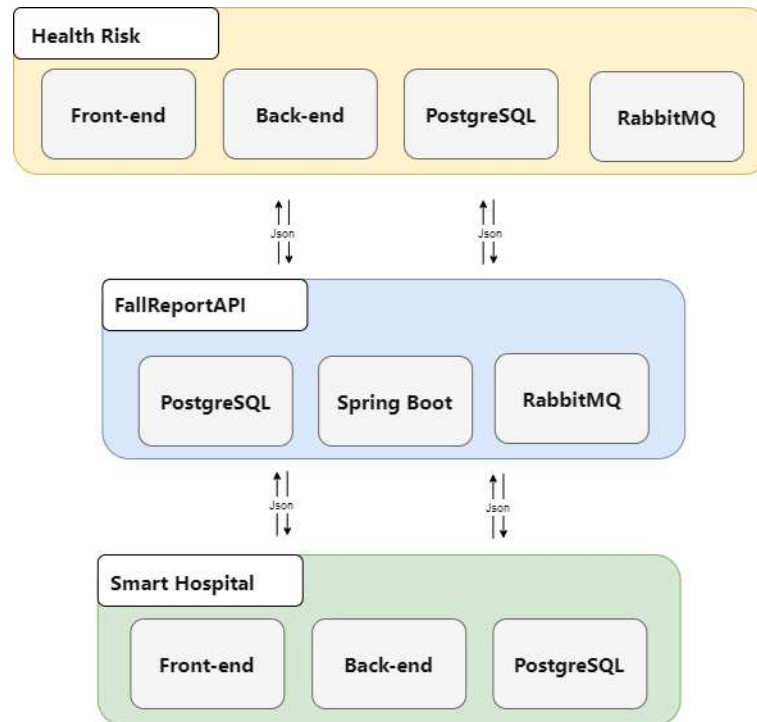 Health Risk
Front-end
Back-end
PostgreSQL
RabbitMQ
Json
Json
FallReportAPI
PostgreSQL
Spring Boot
RabbitMQ
Json
Json
Smart Hospital
Front-end
Back-end
PostgreSQL